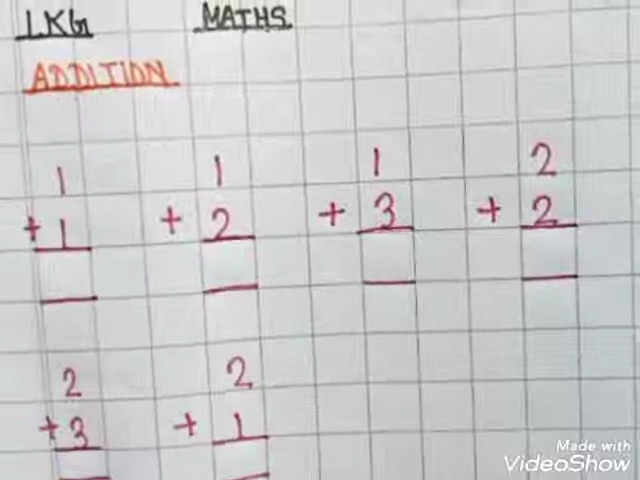 LKG MATHS
ADDITION
1 1 1 2
+1 +2 +3 +2
2 2
+3 +1
Made with
VideoShow